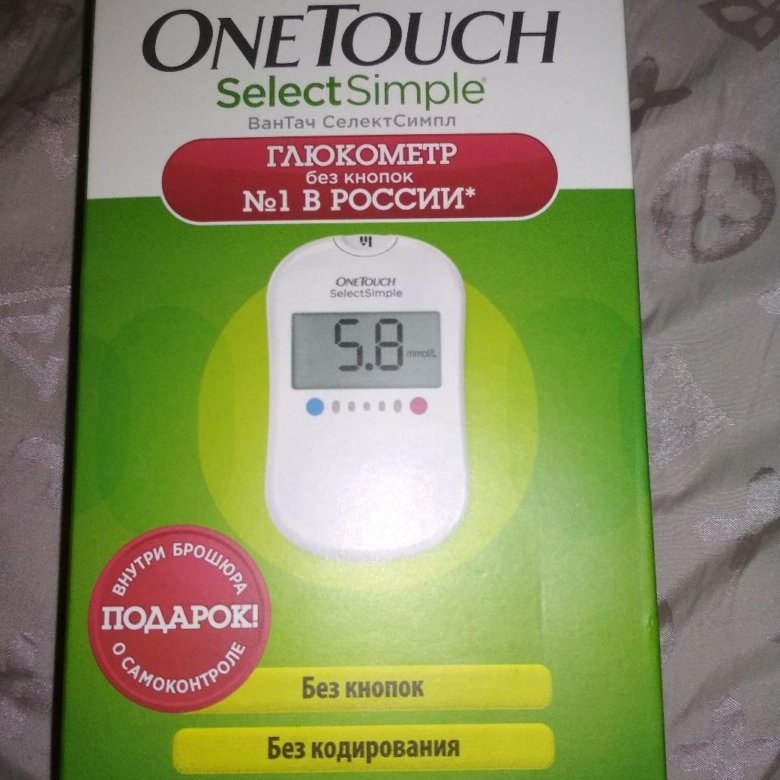 ONETOUCH
SelectSimple®
ВанТач СелектСимпл
ГЛЮКОМЕТР
без кнопок
№1 В РОССИИ*
ONETOUCH
SelectSimple
5.8 mmol/L
ВНУТРИ БРОШЮРА
ПОДАРОК!
О САМОКОНТРОЛЕ
Без кнопок
Без кодирования